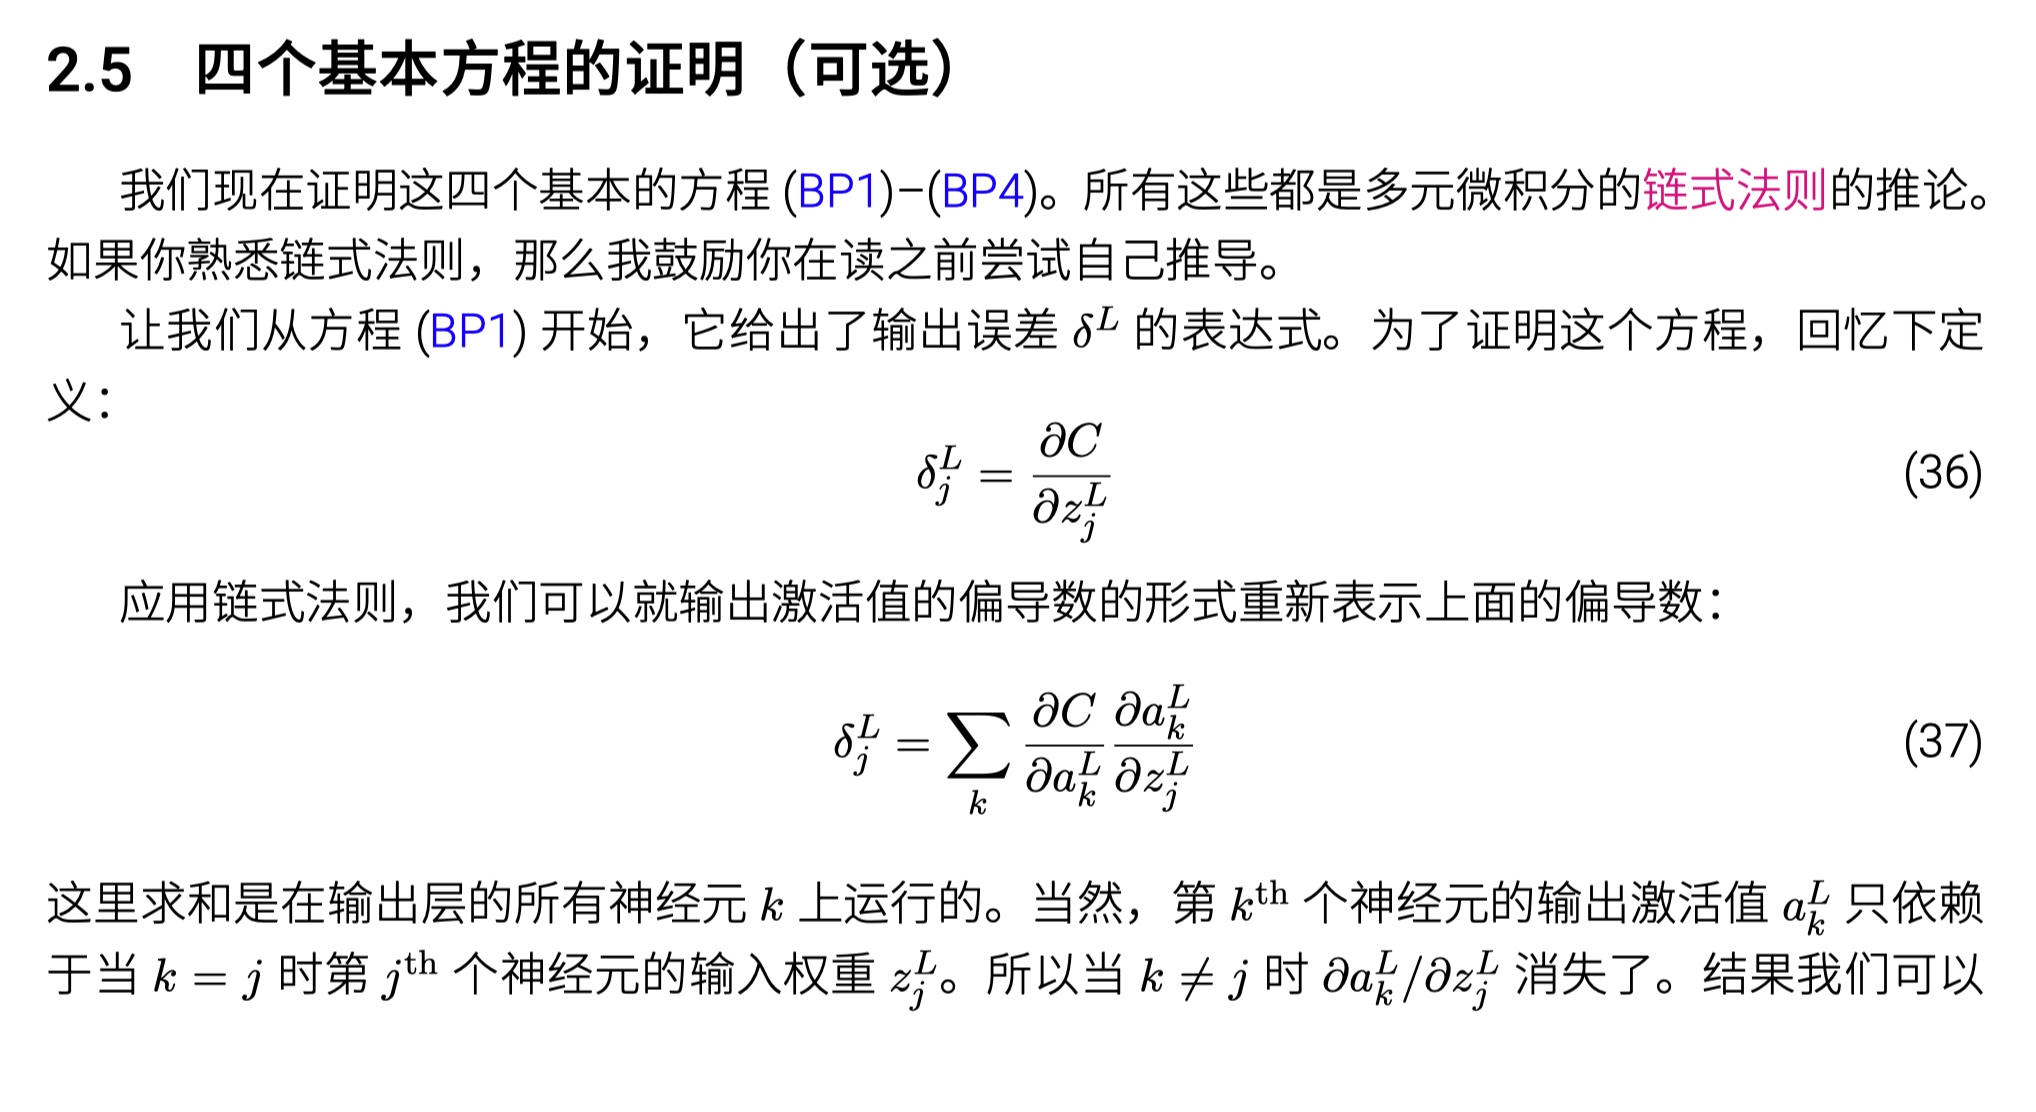 2.5 四个基本方程的证明（可选）
我们现在证明这四个基本的方程 (BP1)–(BP4)。所有这些都是多元微积分的链式法则的推论。
如果你熟悉链式法则，那么我鼓励你在读之前尝试自己推导。
让我们从方程 (BP1) 开始，它给出了输出误差 $\delta^L$ 的表达式。为了证明这个方程，回忆下定
义：
$\delta_j^L = \frac{\partial C}{\partial z_j^L}$ (36)
应用链式法则，我们可以就输出激活值的偏导数的形式重新表示上面的偏导数：
$\delta_j^L = \sum_k \frac{\partial C}{\partial a_k^L} \frac{\partial a_k^L}{\partial z_j^L}$ (37)
这里求和是在输出层的所有神经元 $k$ 上运行的。当然，第 $k^{\text{th}}$ 个神经元的输出激活值 $a_k^L$ 只依赖
于当 $k = j$ 时第 $j^{\text{th}}$ 个神经元的输入权重 $z_j^L$。所以当 $k \neq j$ 时 $\partial a_k^L / \partial z_j^L$ 消失了。结果我们可以